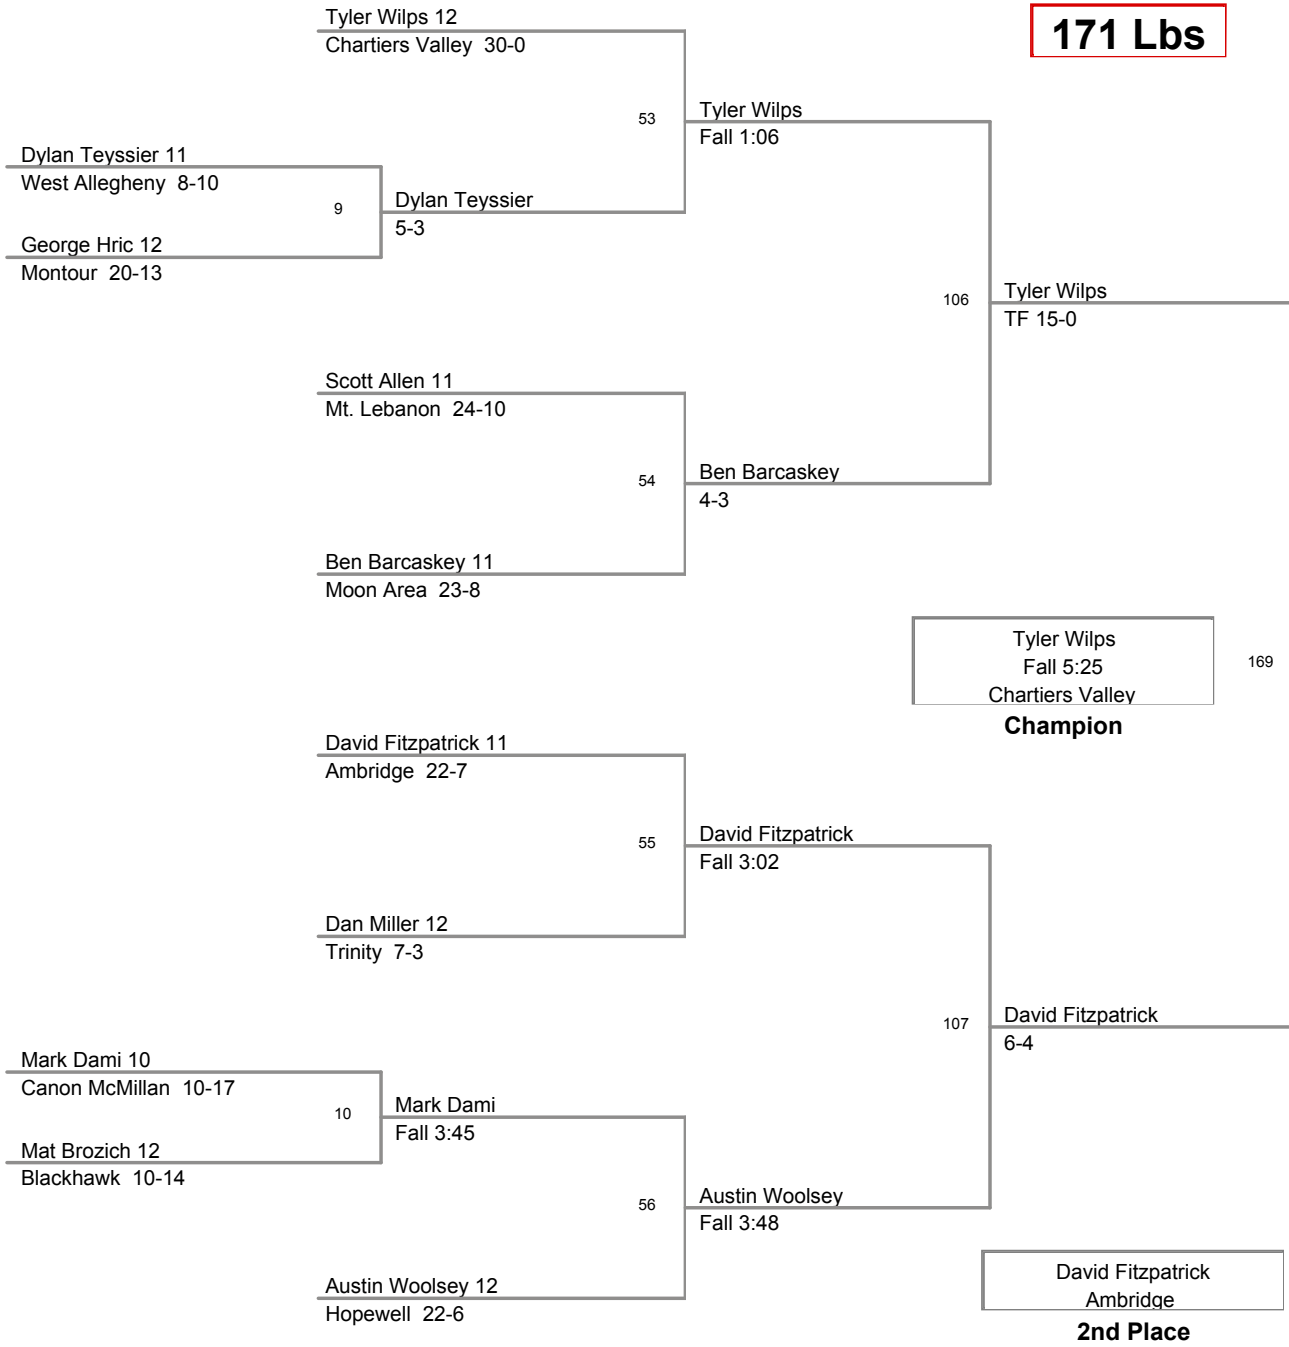 Tyler Wilps 12
Chartiers Valley 30-0
171 Lbs
53
Tyler Wilps
Fall 1:06
Dylan Teyssier 11
West Allegheny 8-10
9
Dylan Teyssier
5-3
George Hric 12
Montour 20-13
106
Tyler Wilps
TF 15-0
Scott Allen 11
Mt. Lebanon 24-10
54
Ben Barcaskey
4-3
Ben Barcaskey 11
Moon Area 23-8
Tyler Wilps
Fall 5:25
Chartiers Valley
169
Champion
David Fitzpatrick 11
Ambridge 22-7
55
David Fitzpatrick
Fall 3:02
Dan Miller 12
Trinity 7-3
107
David Fitzpatrick
6-4
Mark Dami 10
Canon McMillan 10-17
10
Mark Dami
Fall 3:45
Mat Brozich 12
Blackhawk 10-14
56
Austin Woolsey
Fall 3:48
Austin Woolsey 12
Hopewell 22-6
David Fitzpatrick
Ambridge
2nd Place